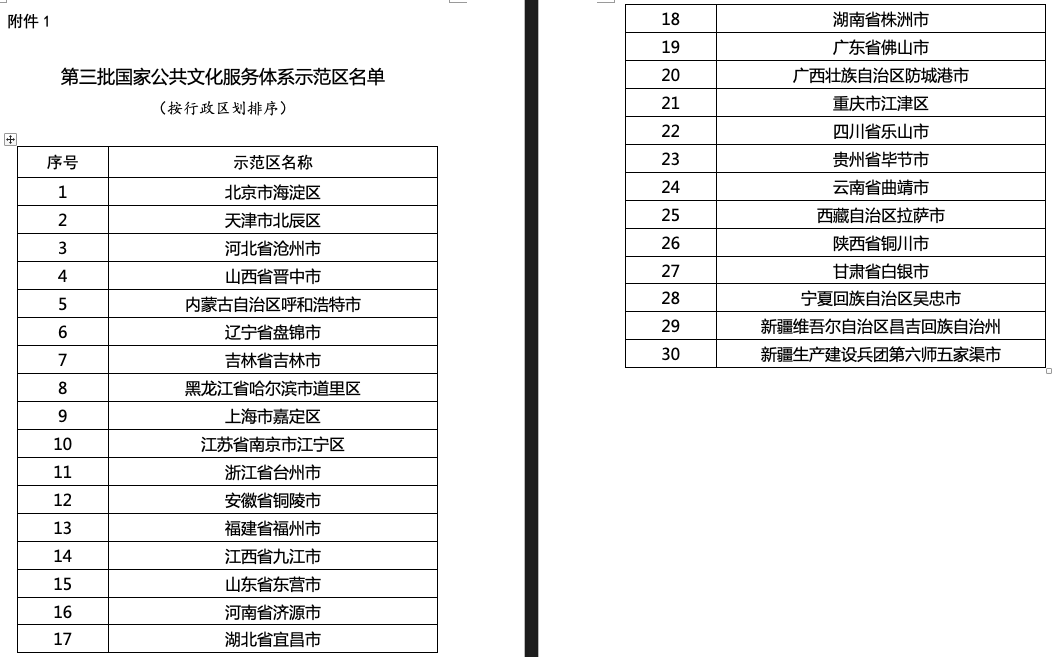 附件 1
第三批国家公共文化服务体系示范区名单
（按行政区划排序）
序号 示范区名称
1 北京市海淀区
2 天津市北辰区
3 河北省沧州市
4 山西省晋中市
5 内蒙古自治区呼和浩特市
6 辽宁省盘锦市
7 吉林省吉林市
8 黑龙江省哈尔滨市道里区
9 上海市嘉定区
10 江苏省南京市江宁区
11 浙江省台州市
12 安徽省铜陵市
13 福建省福州市
14 江西省九江市
15 山东省东营市
16 河南省济源市
17 湖北省宜昌市
18 湖南省株洲市
19 广东省佛山市
20 广西壮族自治区防城港市
21 重庆市江津区
22 四川省乐山市
23 贵州省毕节市
24 云南省曲靖市
25 西藏自治区拉萨市
26 陕西省铜川市
27 甘肃省白银市
28 宁夏回族自治区吴忠市
29 新疆维吾尔自治区昌吉回族自治州
30 新疆生产建设兵团第六师五家渠市